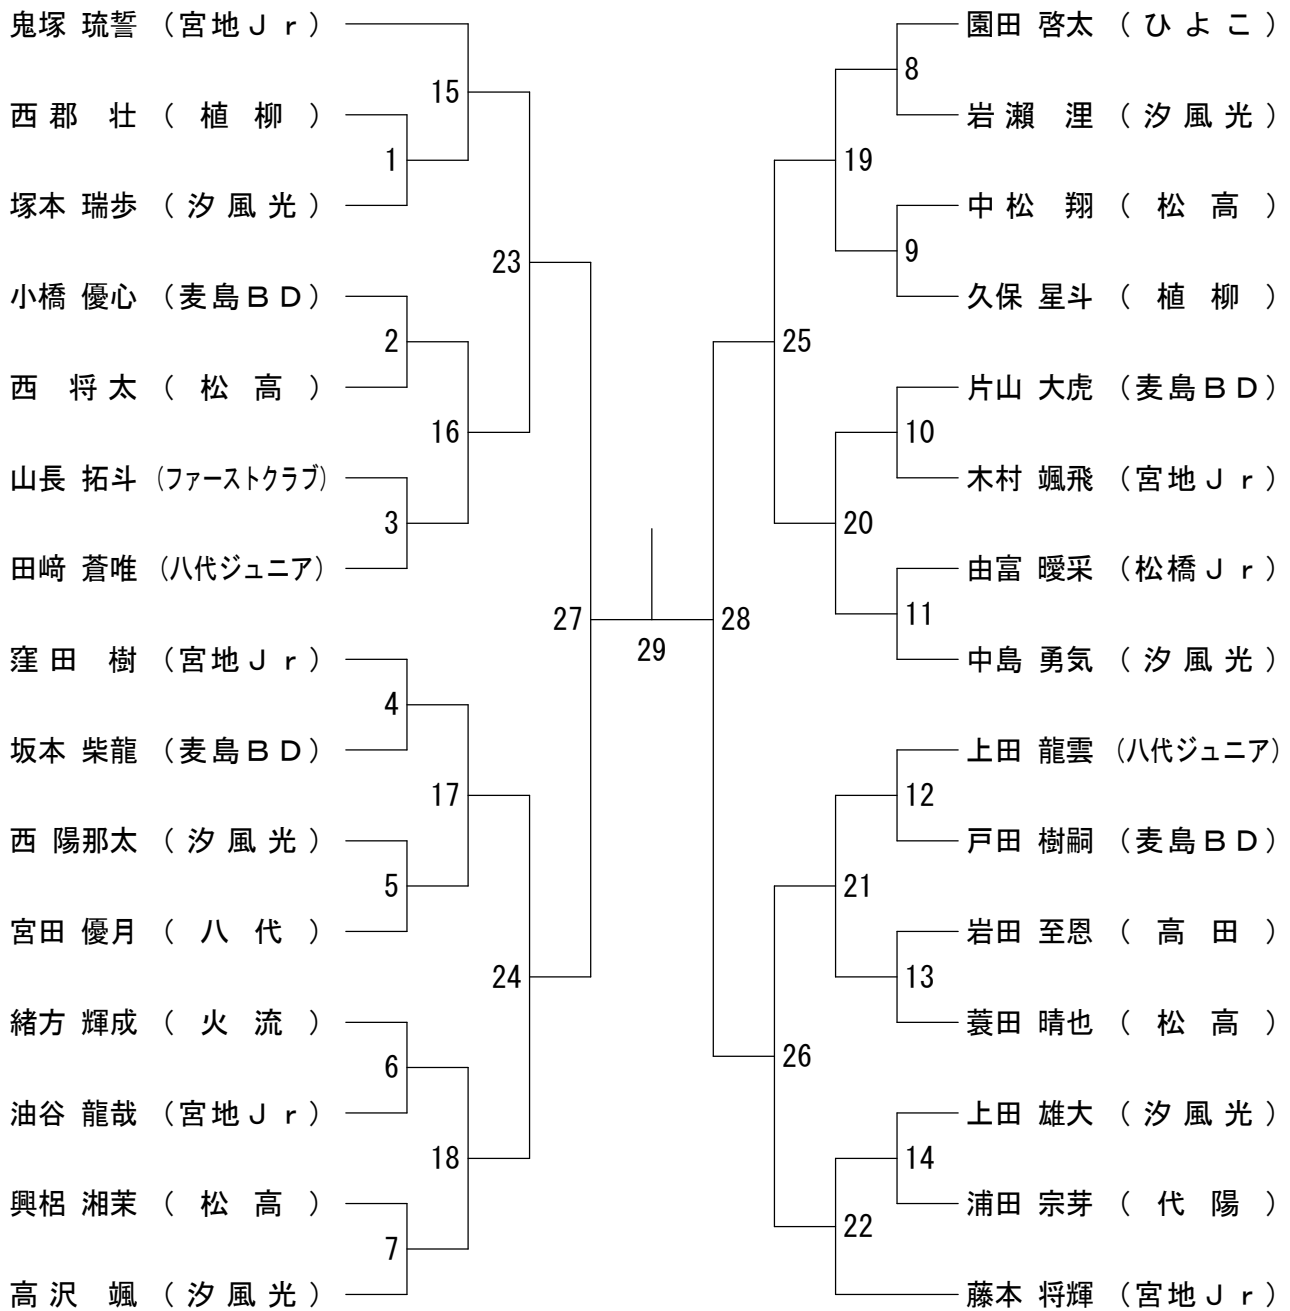 鬼塚 琉誓 （宮地Ｊｒ）
15
西郡 壮 （植柳）
1
塚本 瑞歩 （汐風光）
23
小橋 優心 （麦島ＢＤ）
2
西 将太 （松高）
16
山長 拓斗 （ファーストクラブ）
3
田﨑 蒼唯 （八代ジュニア）
27
窪田 樹 （宮地Ｊｒ）
4
坂本 柴龍 （麦島ＢＤ）
17
西 陽那太 （汐風光）
5
宮田 優月 （八代）
24
緒方 輝成 （火流）
6
油谷 龍哉 （宮地Ｊｒ）
18
興梠 湘茉 （松高）
7
高沢 颯 （汐風光）
29
園田 啓太 （ひよこ）
8
岩瀬 浬 （汐風光）
19
中松 翔 （松高）
9
久保 星斗 （植柳）
25
片山 大虎 （麦島ＢＤ）
10
木村 颯飛 （宮地Ｊｒ）
20
由富 曖采 （松橋Ｊｒ）
11
中島 勇気 （汐風光）
28
上田 龍雲 （八代ジュニア）
12
戸田 樹嗣 （麦島ＢＤ）
21
岩田 至恩 （高田）
13
蓑田 晴也 （松高）
26
上田 雄大 （汐風光）
14
浦田 宗芽 （代陽）
22
藤本 将輝 （宮地Ｊｒ）